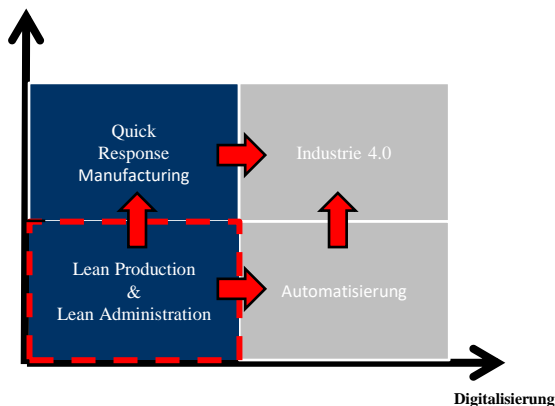 Quick
Response
Manufacturing
Industrie 4.0
Lean Production
&
Lean Administration
Automatisierung
Digitalisierung